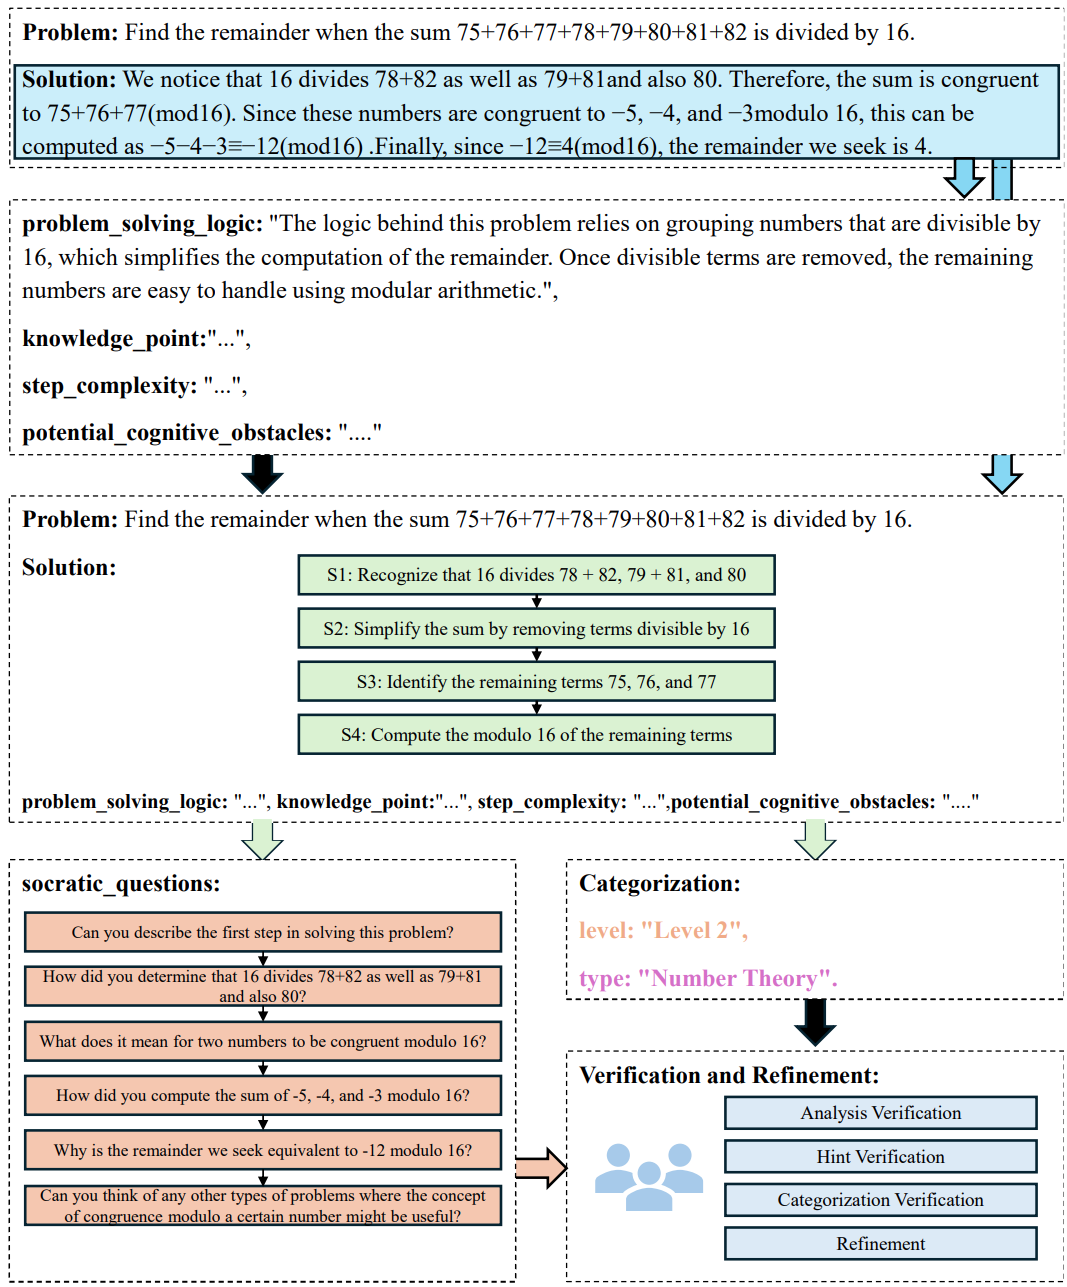 Problem: Find the remainder when the sum 75+76+77+78+79+80+81+82 is divided by 16.
Solution: We notice that 16 divides 78+82 as well as 79+81and also 80. Therefore, the sum is congruent
to 75+76+77(mod16). Since these numbers are congruent to −5, −4, and −3modulo 16, this can be
computed as −5−4−3≡−12(mod16) .Finally, since −12≡4(mod16), the remainder we seek is 4.
problem_solving_logic: "The logic behind this problem relies on grouping numbers that are divisible by
16, which simplifies the computation of the remainder. Once divisible terms are removed, the remaining
numbers are easy to handle using modular arithmetic.",
knowledge_point:"...",
step_complexity: "...",
potential_cognitive_obstacles: "...."
Problem: Find the remainder when the sum 75+76+77+78+79+80+81+82 is divided by 16.
Solution:
S1: Recognize that 16 divides 78 + 82, 79 + 81, and 80
S2: Simplify the sum by removing terms divisible by 16
S3: Identify the remaining terms 75, 76, and 77
S4: Compute the modulo 16 of the remaining terms
problem_solving_logic: "...", knowledge_point:"...", step_complexity: "...",potential_cognitive_obstacles: "...."
socratic_questions:
Can you describe the first step in solving this problem?
How did you determine that 16 divides 78+82 as well as 79+81
and also 80?
What does it mean for two numbers to be congruent modulo 16?
How did you compute the sum of -5, -4, and -3 modulo 16?
Why is the remainder we seek equivalent to -12 modulo 16?
Can you think of any other types of problems where the concept
of congruence modulo a certain number might be useful?
Categorization:
level: "Level 2",
type: "Number Theory".
Verification and Refinement:
Analysis Verification
Hint Verification
Categorization Verification
Refinement